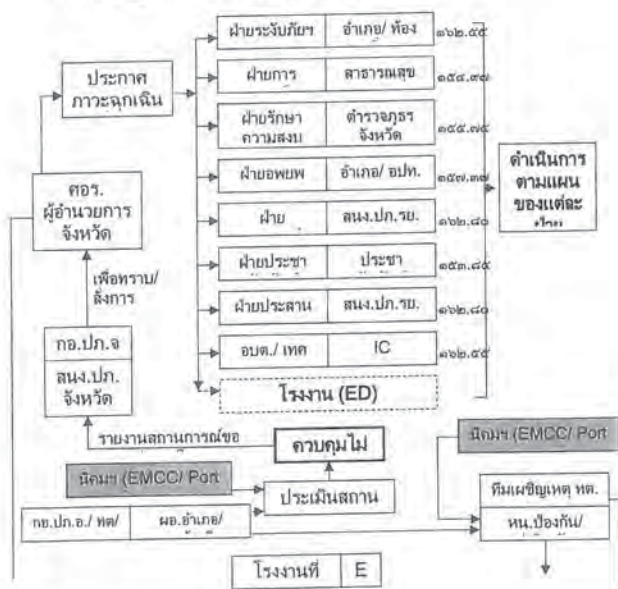 ฝ่ายระงับภัยฯ อำเภอ/ ท้อง ๑๖๒.๕๕
ประกาศ
ภาวะฉุกเฉิน
ฝ่ายการ สาธารณสุข ๑๕๔.๙๗
ฝ่ายรักษา
ความสงบ
ตำรวจภูธร
จังหวัด
๑๕๕.๗๕
ฝ่ายอพยพ อำเภอ/ อปท. ๑๕๗.๓๗
ดำเนินการ
ตามแผน
ของแต่ละ
ศอร.
ผู้อำนวยการ
จังหวัด
ฝ่าย สนง.ปภ.รย. ๑๖๒.๘๐
ฝ่ายประชา ประชา ๑๕๓.๘๕
เพื่อทราบ/
สั่งการ
ฝ่ายประสาน สนง.ปภ.รย. ๑๖๒.๘๐
อบต./ เทศ IC ๑๖๒.๕๕
กอ.ปภ.จ
สนง.ปภ.
จังหวัด
โรงงาน (ED)
รายงานสถานการณ์ขอ
ควบคุมไม่
นิคมฯ (EMCC/ Port
นิคมฯ (EMCC/ Port
ประเมินสถาน
ทีมเผชิญเหตุ ทต.
กอ.ปภ.อ./ ทต/ ผอ.อำเภอ/
หน.ป้องกัน/
โรงงานที่ E